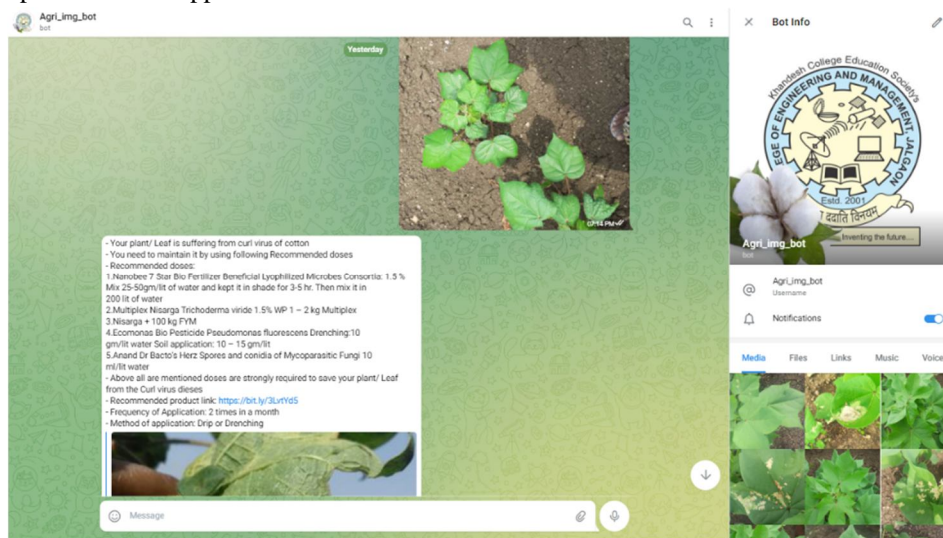 Agri_img_bot
bot
Yesterday
07:14 PM
- Your plant/ Leaf is suffering from curl virus of cotton
- You need to maintain it by using following Recommended doses
- Recommended doses:
1.Nanobee 7 Star Bio Fertilizer Beneficial Lyophilized Microbes Consortia: 1.5 %
Mix 25-50gm/lit of water and kept it in shade for 3-5 hr. Then mix it in
200 lit of water
2.Multiplex Nisarga Trichoderma viride 1.5% WP 1 – 2 kg Multiplex
3.Nisarga + 100 kg FYM
4.Ecomonas Bio Pesticide Pseudomonas fluorescens Drenching:10
gm/lit water Soil application: 10 – 15 gm/lit
5.Anand Dr Bacto's Herz Spores and conidia of Mycoparasitic Fungi 10
ml/lit water
- Above all are mentioned doses are strongly required to save your plant/ Leaf
from the Curl virus dieses
- Recommended product link: https://bit.ly/3LvtYd5
- Frequency of Application: 2 times in a month
- Method of application: Drip or Drenching
Message
Bot Info
Khandesh College Education Society's
EGE OF ENGINEERING AND MANAGEMENT, JALGAON
Estd. 2001
ददाति विनयम्
Inventing the future...
Agri_img_bot
bot
Agri_img_bot
Username
Notifications
Media Files Links Music Voice